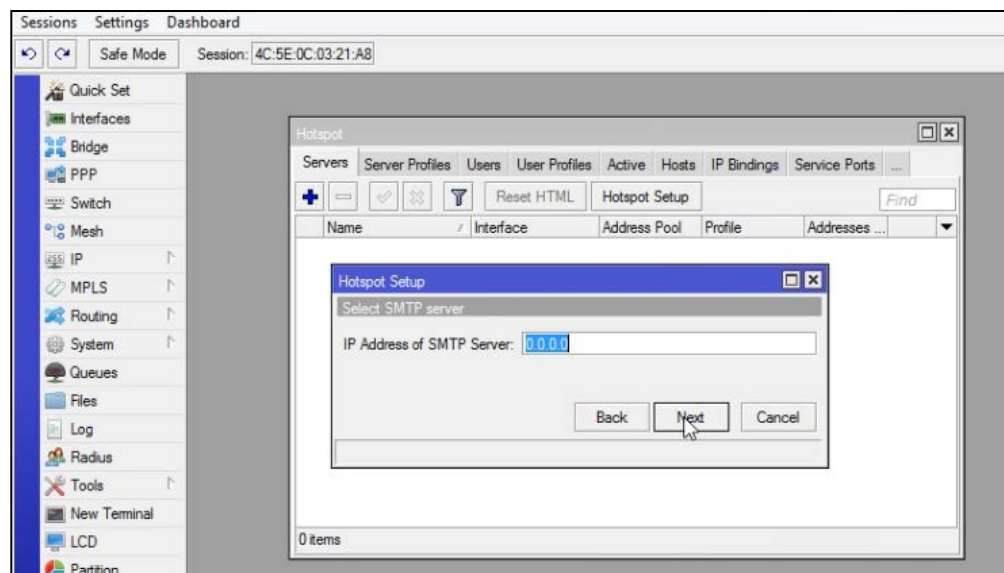 Sessions Settings Dashboard
Safe Mode Session: 4C:5E:0C:03:21:A8
Quick Set
Interfaces
Bridge
PPP
Switch
Mesh
IP
MPLS
Routing
System
Queues
Files
Log
Radius
Tools
New Terminal
LCD
Partition
Hotspot
Servers Server Profiles Users User Profiles Active Hosts IP Bindings Service Ports ...
Reset HTML Hotspot Setup Find
Name Interface Address Pool Profile Addresses ...
Hotspot Setup
Select SMTP server
IP Address of SMTP Server: 0.0.0.0
Back Next Cancel
0 items